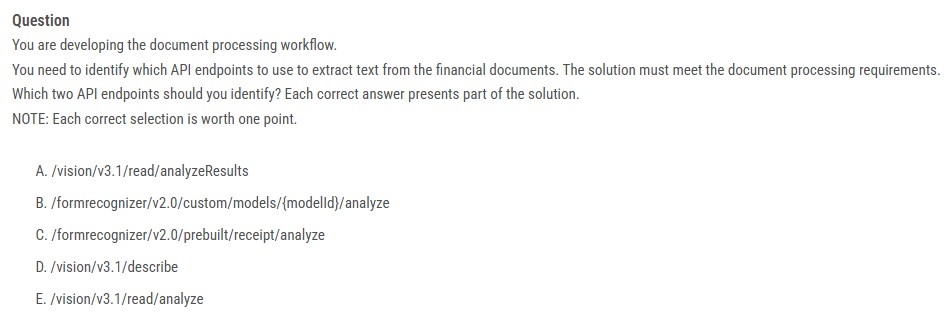 Question
You are developing the document processing workflow.
You need to identify which API endpoints to use to extract text from the financial documents. The solution must meet the document processing requirements.
Which two API endpoints should you identify? Each correct answer presents part of the solution.
NOTE: Each correct selection is worth one point.
A. /vision/v3.1/read/analyzeResults
B. /formrecognizer/v2.0/custom/models/{modelId}/analyze
C. /formrecognizer/v2.0/prebuilt/receipt/analyze
D. /vision/v3.1/describe
E. /vision/v3.1/read/analyze